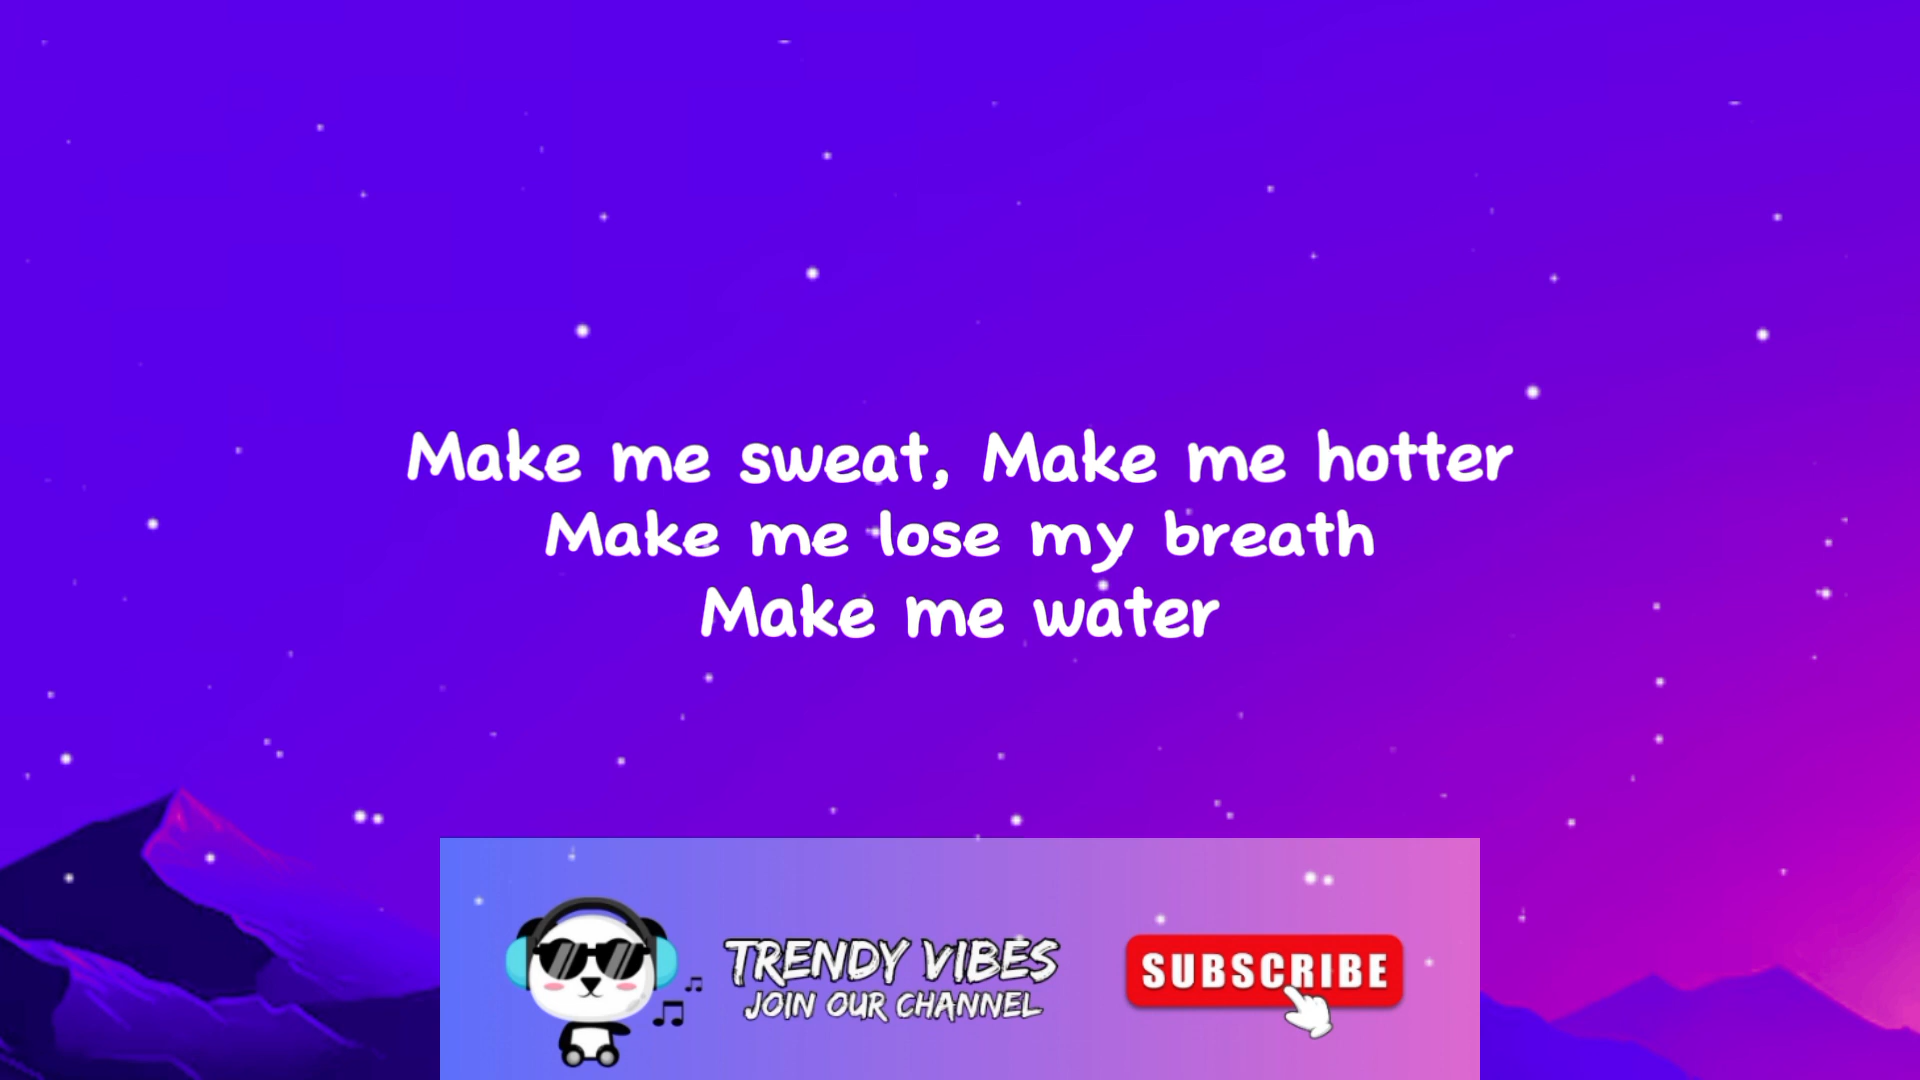 Make me sweat, Make me hotter
Make me lose my breath
Make me water
TRENDY VIBES
JOIN OUR CHANNEL
SUBSCRIBE